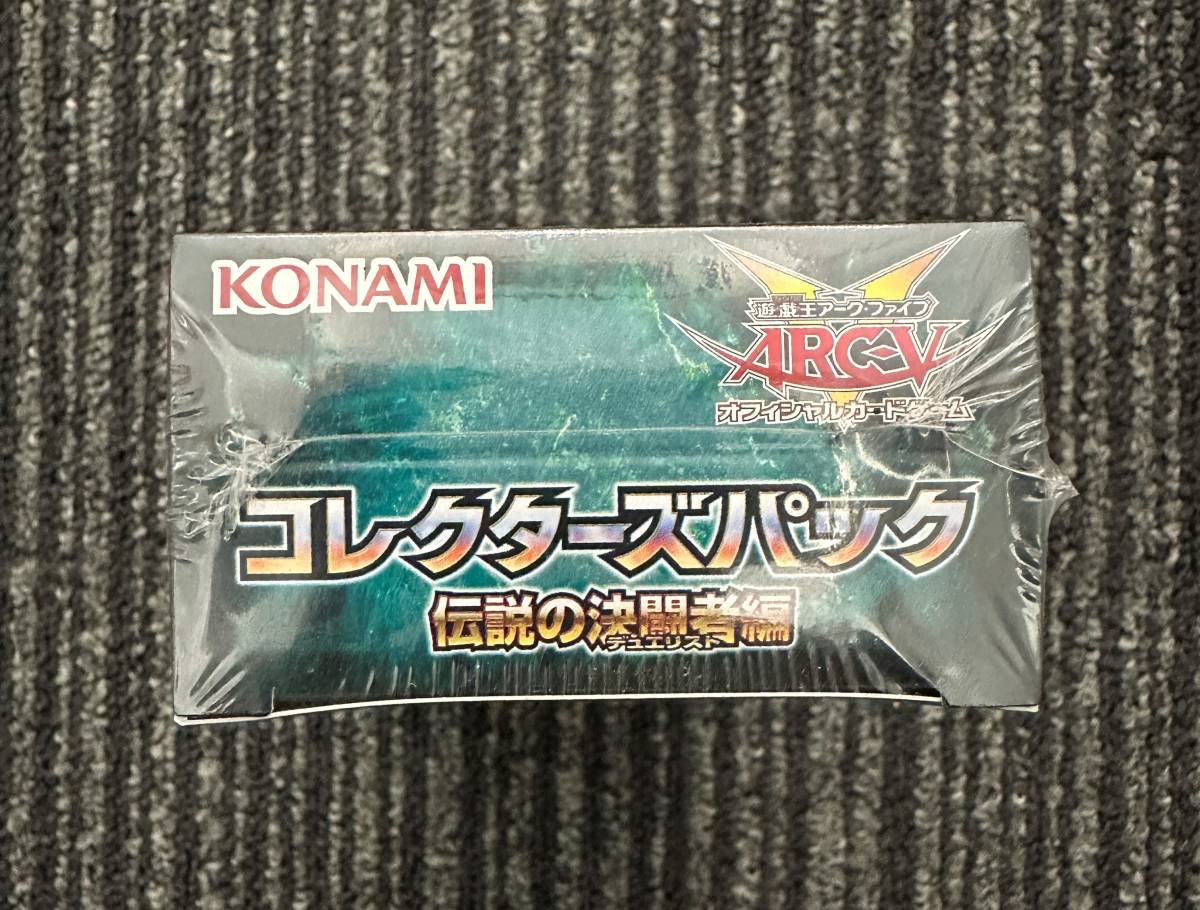 KONAMI
遊戯王アーク・ファイブ
ARC-V
オフィシャルカードゲーム
コレクターズパック
伝説の決闘者編
デュエリスト